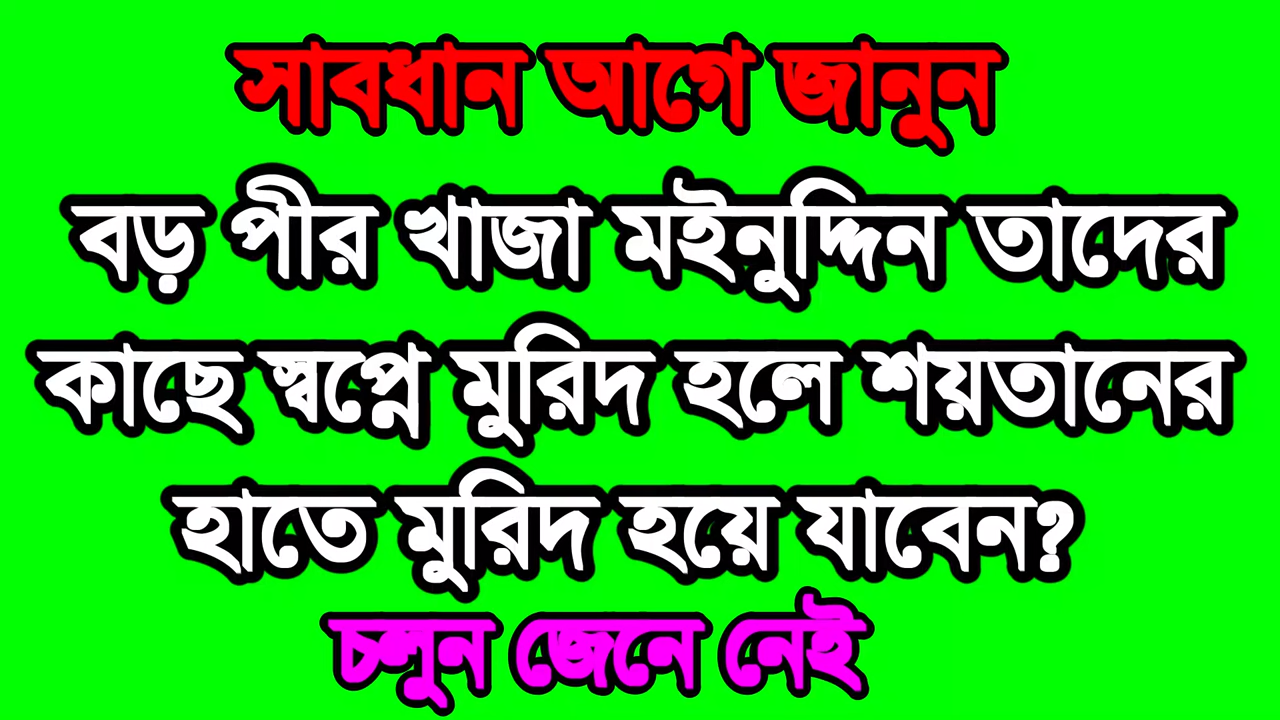 সাবধান আগে জানুন
বড় পীর খাজা মইনুদ্দিন তাদের
কাছে স্বপ্নে মুরিদ হলে শয়তানের
হাতে মুরিদ হয়ে যাবেন?
চলুন জেনে নেই